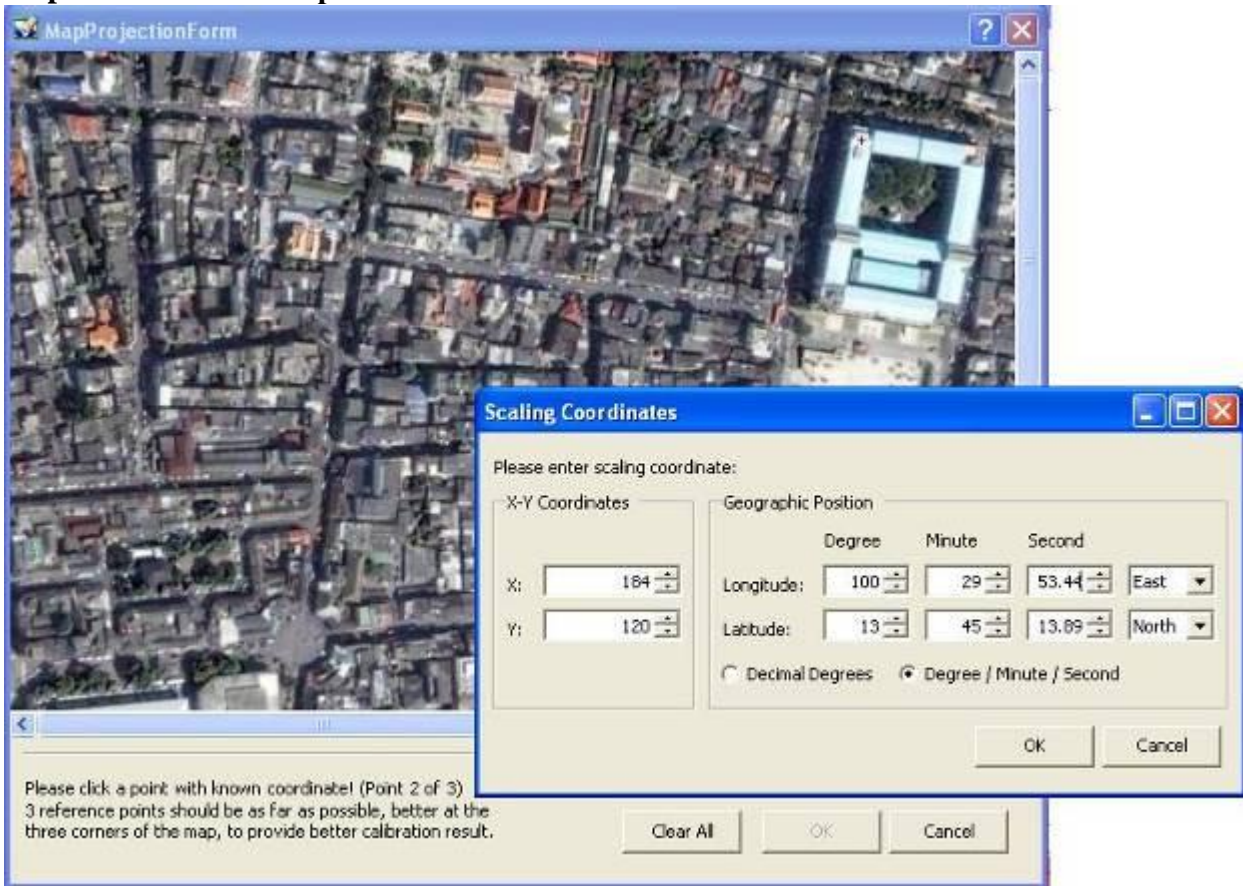 MapProjectionForm
Scaling Coordinates
Please enter scaling coordinate:
X-Y Coordinates
Geographic Position
Degree Minute Second
X: 184
Longitude: 100 29 53.44 East
Y: 120
Latitude: 13 45 13.89 North
Decimal Degrees Degree / Minute / Second
OK Cancel
Please click a point with known coordinate! (Point 2 of 3)
3 reference points should be as far as possible, better at the
three corners of the map, to provide better calibration result.
Clear All OK Cancel